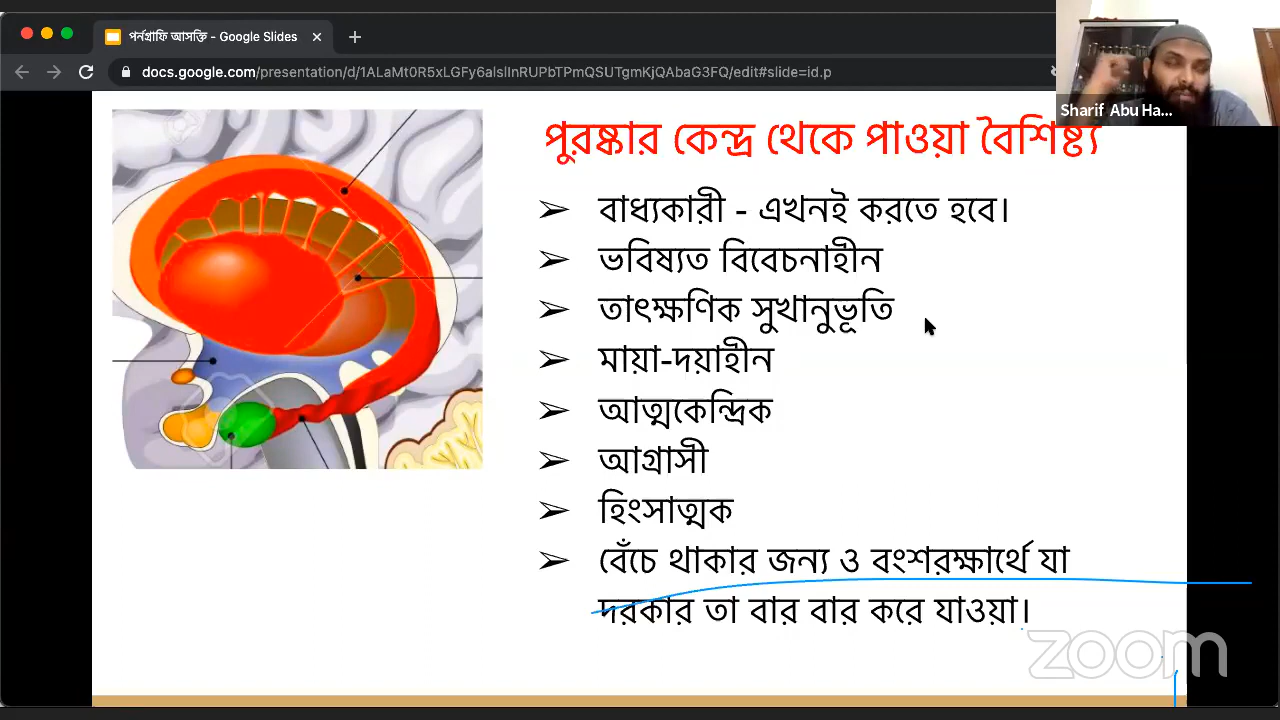 পর্নগ্রাফি আসক্তি - Google Slides
docs.google.com/presentation/d/1ALaMt0R5xLGFy6alslInRUPbTPmQSUTgmKjQAbaG3FQ/edit#slide=id.p
Sharif Abu Ha...
পুরষ্কার কেন্দ্র থেকে পাওয়া বৈশিষ্ট্য
➢ বাধ্যকারী - এখনই করতে হবে।
➢ ভবিষ্যত বিবেচনাহীন
➢ তাৎক্ষণিক সুখানুভূতি
➢ মায়া-দয়াহীন
➢ আত্মকেন্দ্রিক
➢ আগ্রাসী
➢ হিংসাত্মক
➢ বেঁচে থাকার জন্য ও বংশরক্ষার্থে যা
দরকার তা বার বার করে যাওয়া।
zoom